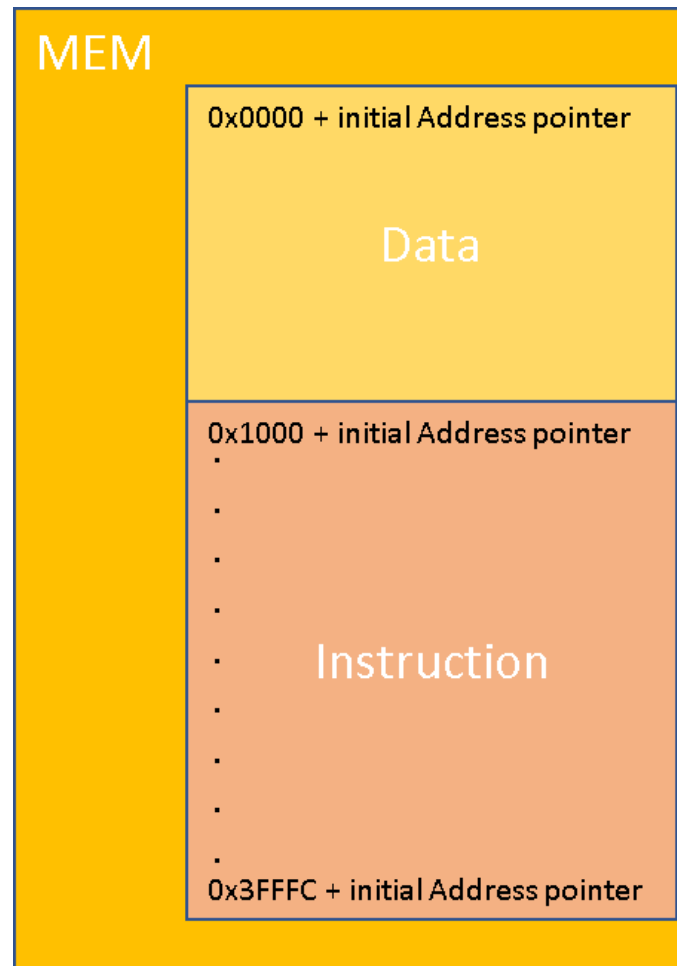 MEM
0x0000 + initial Address pointer
Data
0x1000 + initial Address pointer
.
.
.
.
.
Instruction
.
.
.
.
0x3FFFC + initial Address pointer